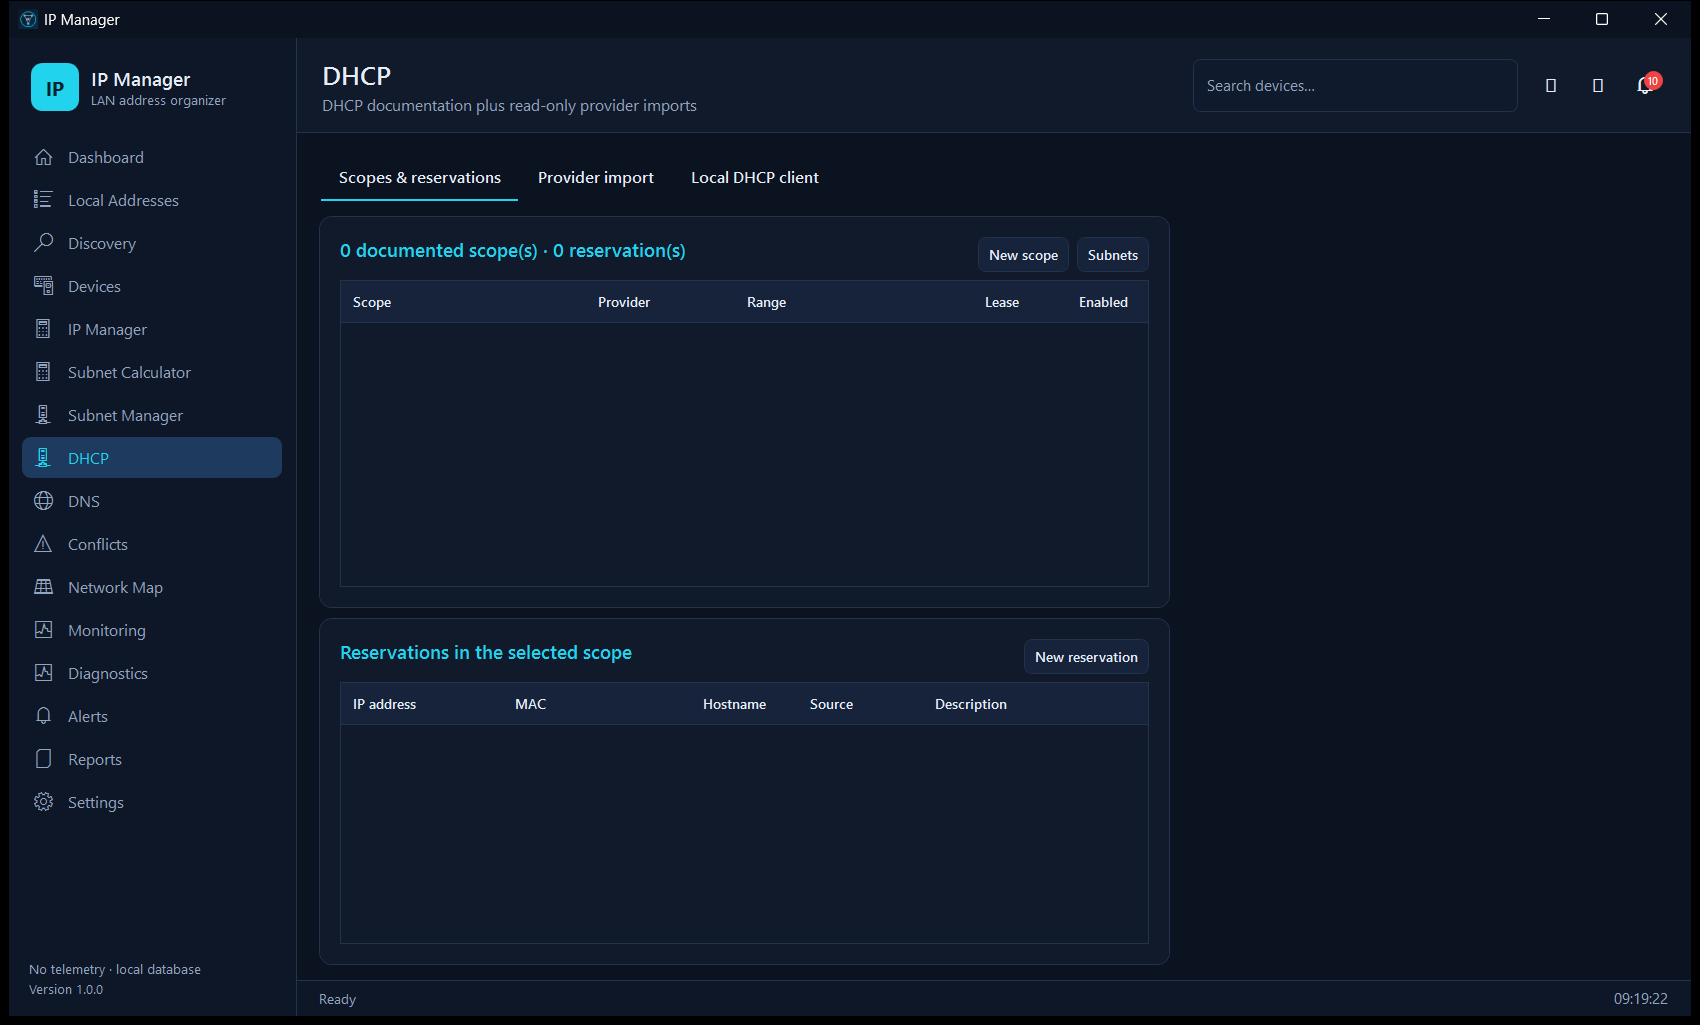 IP Manager
IP
IP Manager
LAN address organizer
Dashboard
Local Addresses
Discovery
Devices
IP Manager
Subnet Calculator
Subnet Manager
DHCP
DNS
Conflicts
Network Map
Monitoring
Diagnostics
Alerts
Reports
Settings
No telemetry · local database
Version 1.0.0
DHCP
DHCP documentation plus read-only provider imports
Search devices...
10
Scopes & reservations
Provider import
Local DHCP client
0 documented scope(s) · 0 reservation(s)
New scope
Subnets
Scope Provider Range Lease Enabled
Reservations in the selected scope
New reservation
IP address MAC Hostname Source Description
Ready
09:19:22